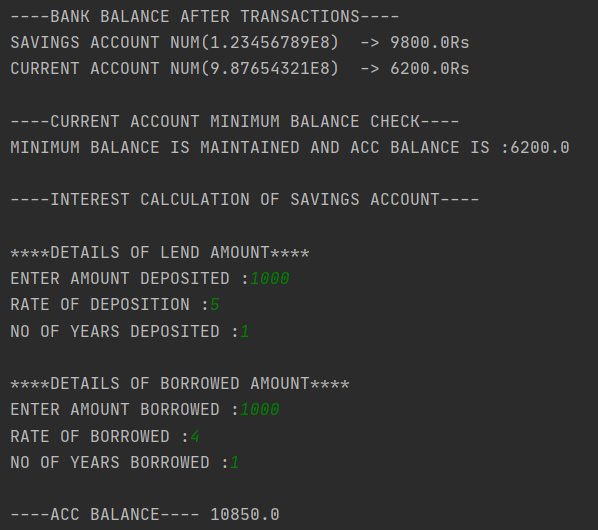 ----BANK BALANCE AFTER TRANSACTIONS----
SAVINGS ACCOUNT NUM(1.23456789E8)  -> 9800.0Rs
CURRENT ACCOUNT NUM(9.87654321E8)  -> 6200.0Rs
----CURRENT ACCOUNT MINIMUM BALANCE CHECK----
MINIMUM BALANCE IS MAINTAINED AND ACC BALANCE IS :6200.0
----INTEREST CALCULATION OF SAVINGS ACCOUNT----
****DETAILS OF LEND AMOUNT****
ENTER AMOUNT DEPOSITED :1000
RATE OF DEPOSITION :5
NO OF YEARS DEPOSITED :1
****DETAILS OF BORROWED AMOUNT****
ENTER AMOUNT BORROWED :1000
RATE OF BORROWED :4
NO OF YEARS BORROWED :1
----ACC BALANCE---- 10850.0